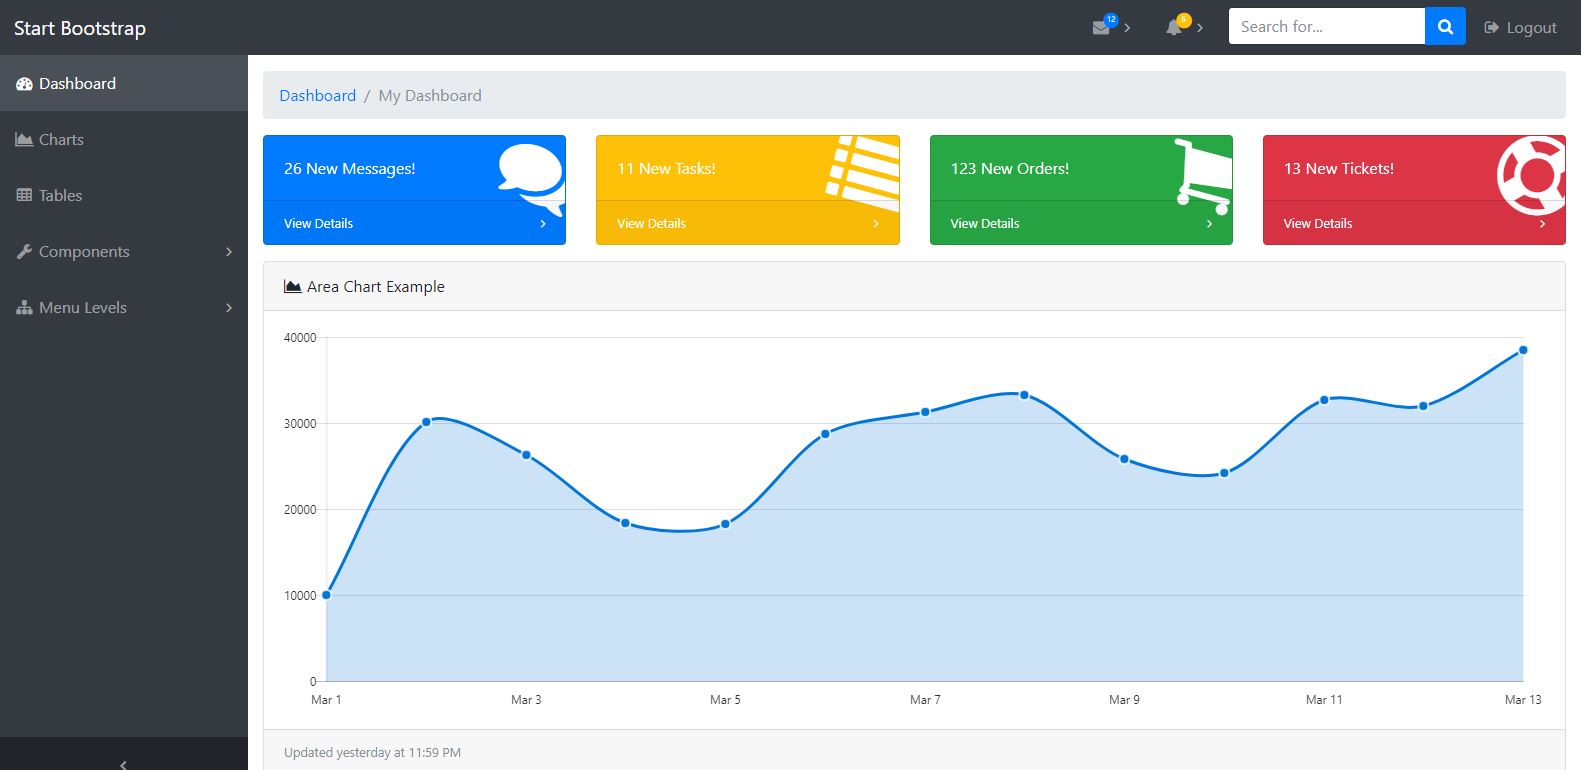 Start Bootstrap
12
6
Search for...
Logout
Dashboard
Charts
Tables
Components
Menu Levels
Dashboard / My Dashboard
26 New Messages!
View Details
11 New Tasks!
View Details
123 New Orders!
View Details
13 New Tickets!
View Details
Area Chart Example
40000
30000
20000
10000
0
Mar 1 Mar 3 Mar 5 Mar 7 Mar 9 Mar 11 Mar 13
Updated yesterday at 11:59 PM